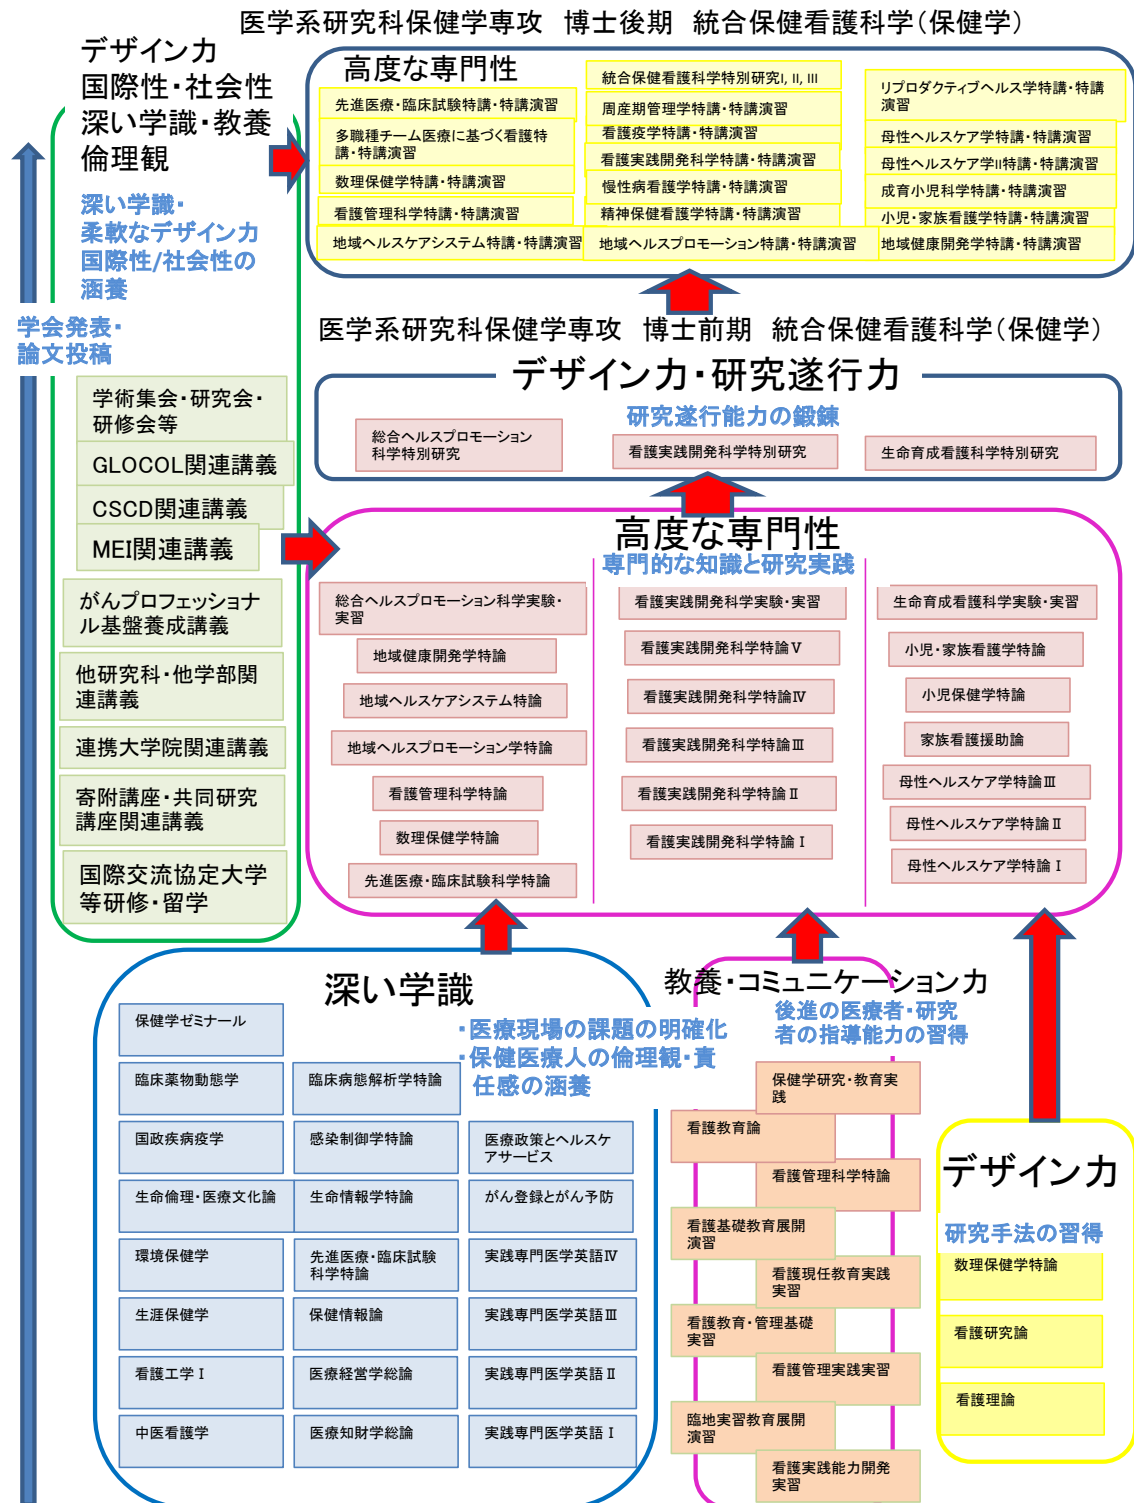 医学系研究科保健学専攻　博士後期　統合保健看護科学（保健学）
デザイン力
国際性・社会性
深い学識・教養
倫理観
深い学識・
柔軟なデザイン力
国際性/社会性の
涵養
学会発表・
論文投稿
高度な専門性
先進医療・臨床試験特講・特講演習
多職種チーム医療に基づく看護特
講・特講演習
数理保健学特講・特講演習
看護管理科学特講・特講演習
地域ヘルスケアシステム特講・特講演習
統合保健看護科学特別研究I, II, III
周産期管理学特講・特講演習
看護疫学特講・特講演習
看護実践開発科学特講・特講演習
慢性病看護学特講・特講演習
精神保健看護学特講・特講演習
地域ヘルスプロモーション特講・特講演習
リプロダクティブヘルス学特講・特講
演習
母性ヘルスケア学特講・特講演習
母性ヘルスケア学II特講・特講演習
成育小児科学特講・特講演習
小児・家族看護学特講・特講演習
地域健康開発学特講・特講演習
医学系研究科保健学専攻　博士前期　統合保健看護科学（保健学）
デザイン力・研究遂行力
研究遂行能力の鍛錬
総合ヘルスプロモーション
科学特別研究
看護実践開発科学特別研究
生命育成看護科学特別研究
学術集会・研究会・
研修会等
GLOCOL関連講義
CSCD関連講義
MEI関連講義
がんプロフェッショナ
ル基盤養成講義
他研究科・他学部関
連講義
連携大学院関連講義
寄附講座・共同研究
講座関連講義
国際交流協定大学
等研修・留学
高度な専門性
専門的な知識と研究実践
総合ヘルスプロモーション科学実験・
実習
地域健康開発学特論
地域ヘルスケアシステム特論
地域ヘルスプロモーション学特論
看護管理科学特論
数理保健学特論
先進医療・臨床試験科学特論
看護実践開発科学実験・実習
看護実践開発科学特論Ⅴ
看護実践開発科学特論Ⅳ
看護実践開発科学特論Ⅲ
看護実践開発科学特論Ⅱ
看護実践開発科学特論Ⅰ
生命育成看護科学実験・実習
小児・家族看護学特論
小児保健学特論
家族看護援助論
母性ヘルスケア学特論Ⅲ
母性ヘルスケア学特論Ⅱ
母性ヘルスケア学特論Ⅰ
深い学識
・医療現場の課題の明確化
・保健医療人の倫理観・責
任感の涵養
保健学ゼミナール
臨床薬物動態学
国政疾病疫学
生命倫理・医療文化論
環境保健学
生涯保健学
看護工学Ⅰ
中医看護学
臨床病態解析学特論
感染制御学特論
生命情報学特論
先進医療・臨床試験
科学特論
保健情報論
医療経営学総論
医療知財学総論
医療政策とヘルスケ
アサービス
がん登録とがん予防
実践専門医学英語Ⅳ
実践専門医学英語Ⅲ
実践専門医学英語Ⅱ
実践専門医学英語Ⅰ
教養・コミュニケーション力
後進の医療者・研究
者の指導能力の習得
保健学研究・教育実
践
看護教育論
看護管理科学特論
看護基礎教育展開
演習
看護現任教育実践
実習
看護教育・管理基礎
実習
看護管理実践実習
臨地実習教育展開
演習
看護実践能力開発
実習
デザイン力
研究手法の習得
数理保健学特論
看護研究論
看護理論